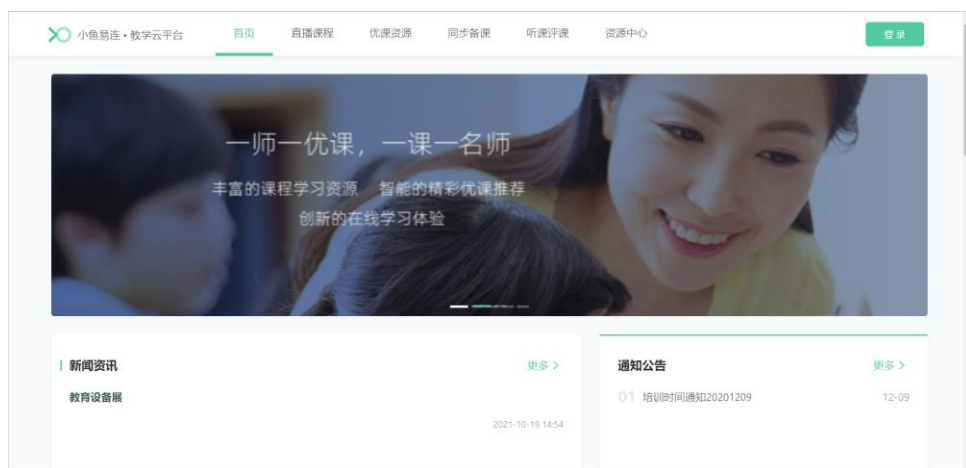 小鱼易连•教学云平台 首页 直播课程 优课资源 同步备课 听课评课 资源中心 登录
一师一优课，一课一名师
丰富的课程学习资源 智能的精彩优课推荐
创新的在线学习体验
新闻资讯 更多 >
教育设备展
2021-10-19 14:54
通知公告 更多 >
01 培训时间通知20201209 12-09